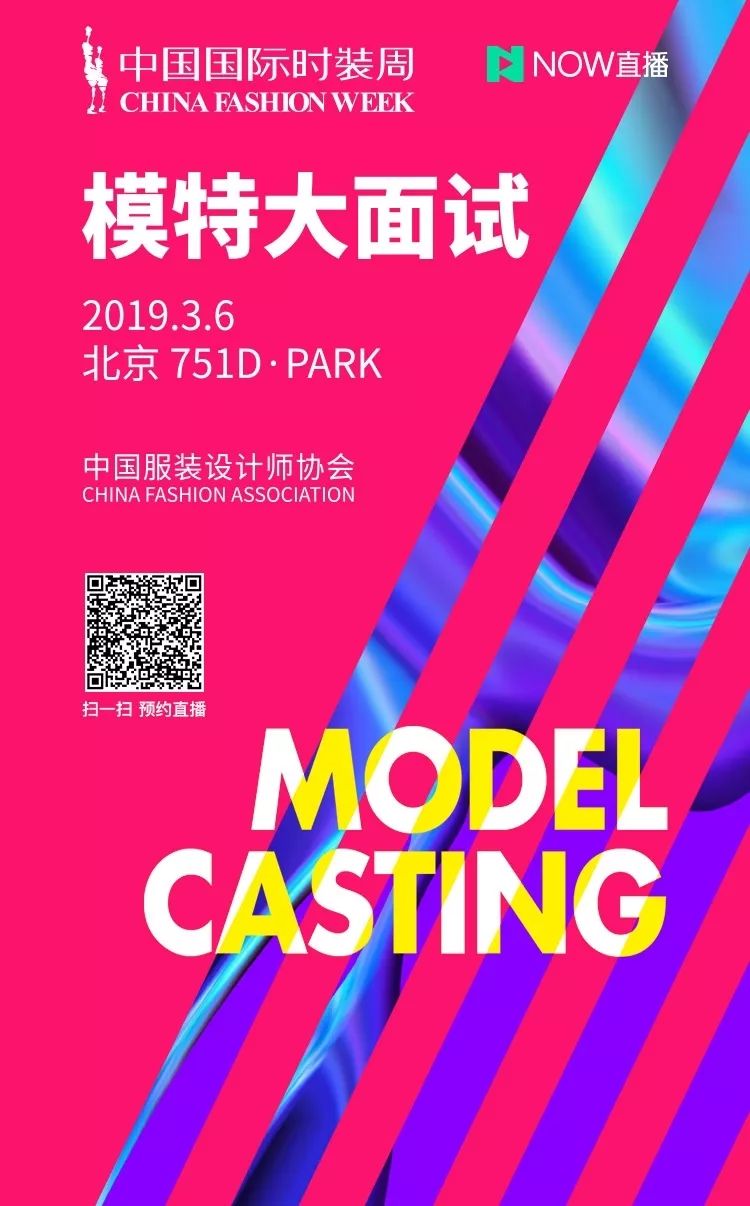 中国国际时装周
CHINA FASHION WEEK
NOW直播
模特大面试
2019.3.6
北京 751D·PARK
中国服装设计师协会
CHINA FASHION ASSOCIATION
扫一扫 预约直播
MODEL
CASTING